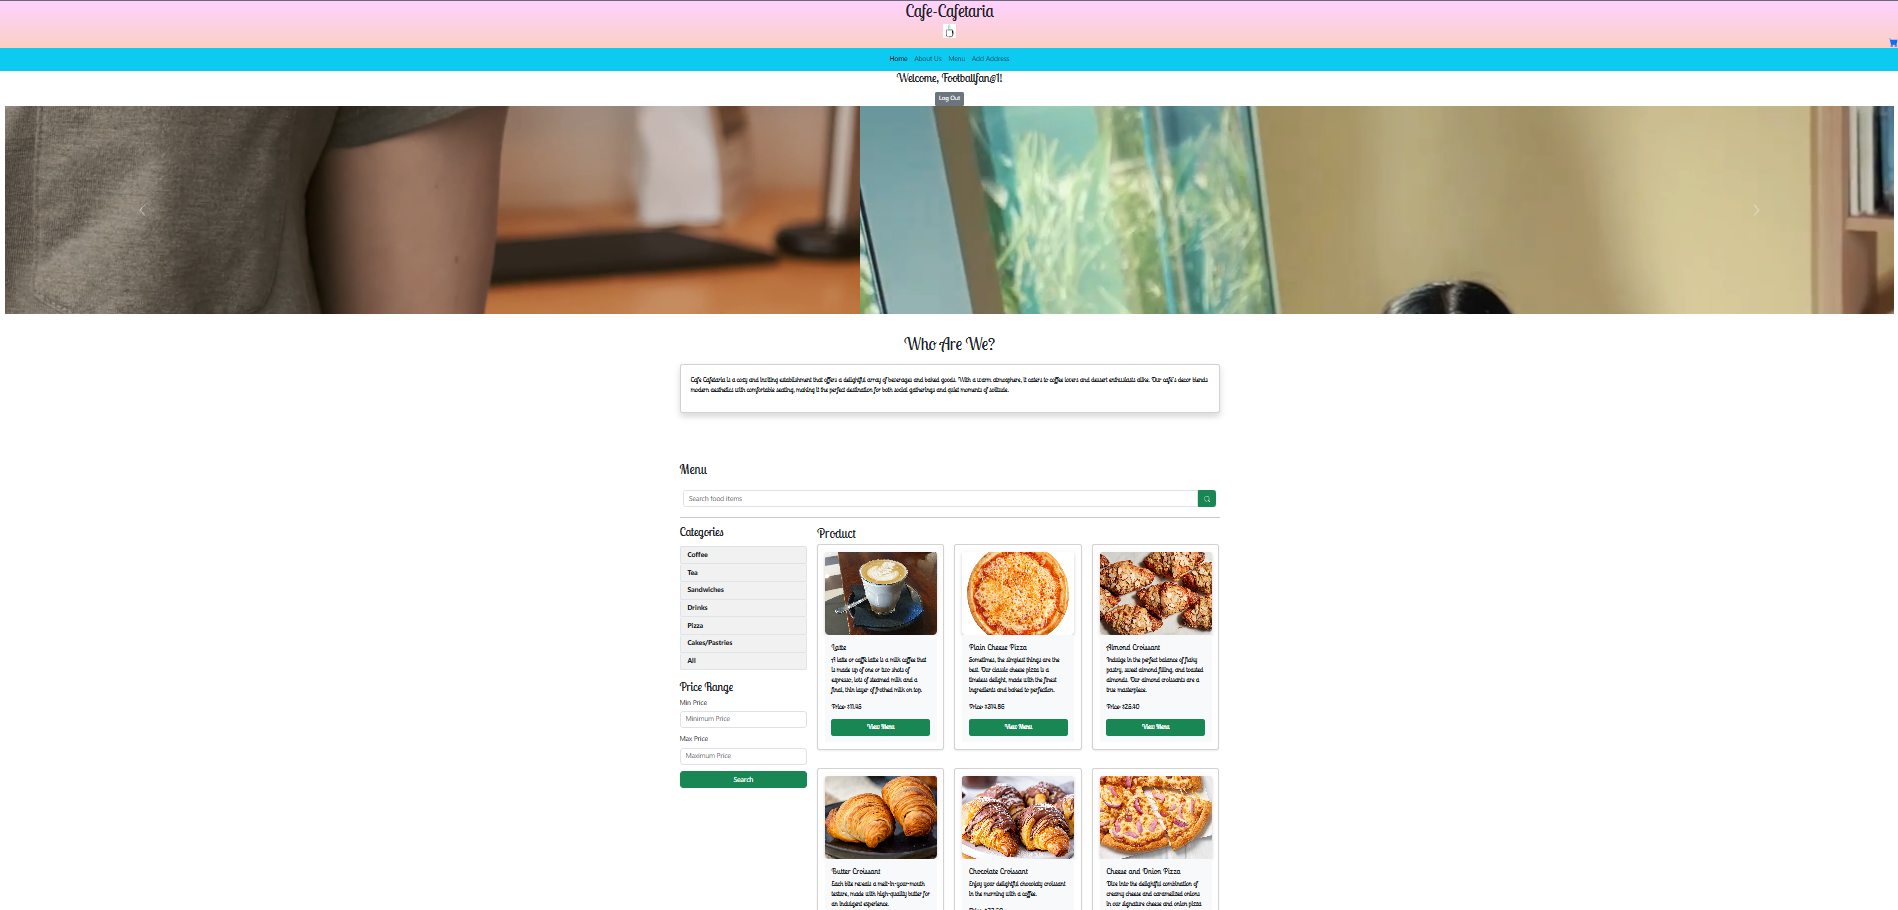 Cafe-Cafetaria
Home About Us Menu Add Address
Welcome, Footballfan@1!
Log Out
Who Are We?
Cafe Cafetaria is a cozy and inviting establishment that offers a delightful array of beverages and baked goods. With a warm atmosphere, it caters to coffee lovers and dessert enthusiasts alike. Our café's decor blends
modern aesthetics with comfortable seating, making it the perfect destination for both social gatherings and quiet moments of solitude.
Menu
Search food items
Categories
Coffee
Tea
Sandwiches
Drinks
Pizza
Cakes/Pastries
All
Price Range
Min Price
Minimum Price
Max Price
Maximum Price
Search
Product
Latte
A latte or caffè latte is a milk coffee that
is made up of one or two shots of
espresso, lots of steamed milk and a
final, thin layer of frothed milk on top.
Price: $11.45
View Menu
Plain Cheese Pizza
Sometimes, the simplest things are the
best. Our classic cheese pizza is a
timeless delight, made with the finest
ingredients and baked to perfection.
Price: $314.86
View Menu
Almond Croissant
Indulge in the perfect balance of flaky
pastry, sweet almond filling, and toasted
almonds. Our almond croissants are a
true masterpiece.
Price: $25.40
View Menu
Butter Croissant
Each bite reveals a melt-in-your-mouth
texture, made with high-quality butter for
an indulgent experience.
Chocolate Croissant
Enjoy your delightful chocolaty croissant
in the morning with a coffee.
Cheese and Onion Pizza
Dive into the delightful combination of
creamy cheese and caramelized onions
in our signature cheese and onion pizza